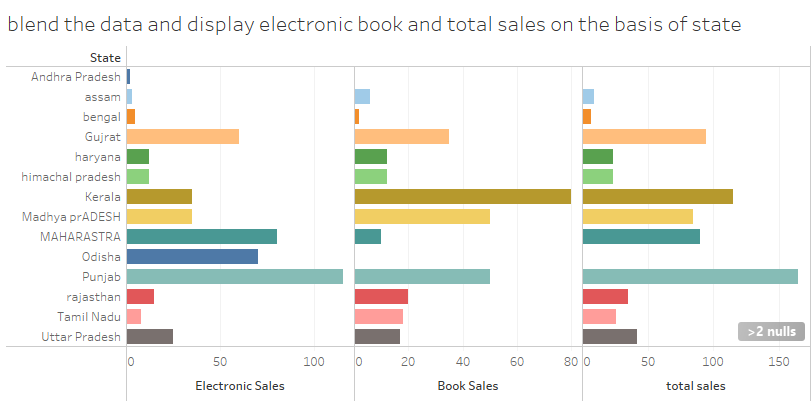 blend the data and display electronic book and total sales on the basis of state
State
Andhra Pradesh
assam
bengal
Gujrat
haryana
himachal pradesh
Kerala
Madhya prADESH
MAHARASTRA
Odisha
Punjab
rajasthan
Tamil Nadu
Uttar Pradesh
>2 nulls
0 50 100 0 20 40 60 80 0 50 100 150
Electronic Sales Book Sales total sales